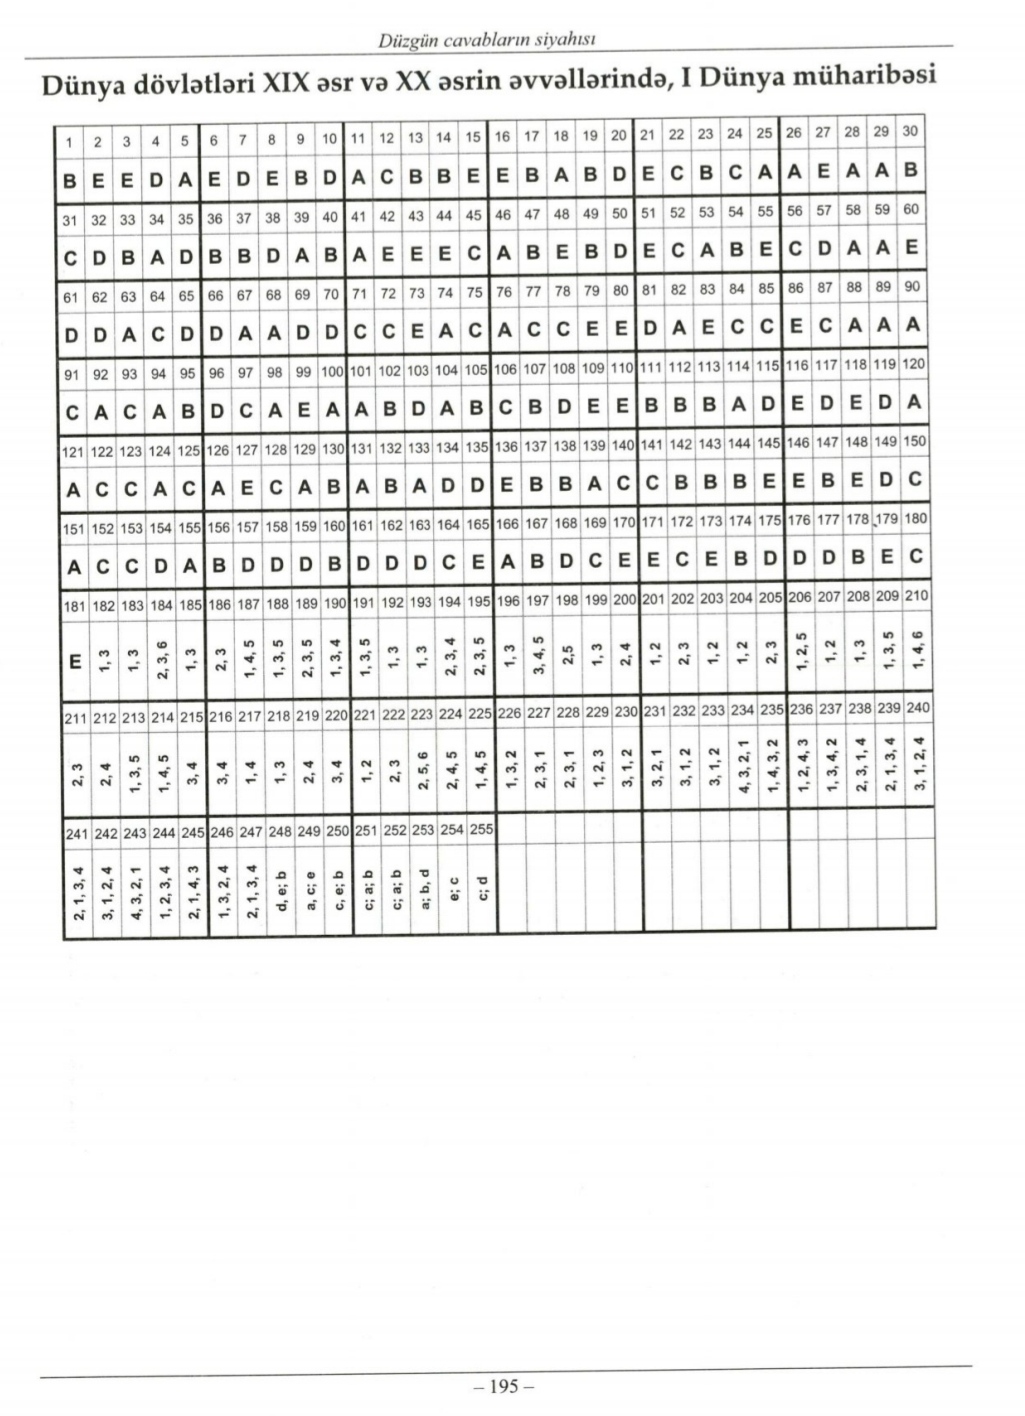 Düzgün cavabların siyahısı
Dünya dövlətləri XIX əsr və XX əsrin əvvəllərində, I Dünya müharibəsi
1 2 3 4 5 6 7 8 9 10 11 12 13 14 15 16 17 18 19 20 21 22 23 24 25 26 27 28 29 30
B E E D A E D E B D A C B B E E B A B D E C B C A A E A A B
31 32 33 34 35 36 37 38 39 40 41 42 43 44 45 46 47 48 49 50 51 52 53 54 55 56 57 58 59 60
C D B A D B B D A B A E E E C A B E B D E C A B E C D A A E
61 62 63 64 65 66 67 68 69 70 71 72 73 74 75 76 77 78 79 80 81 82 83 84 85 86 87 88 89 90
D D A C D D A A D D C C E A C A C C E E D A E C C E C A A A
91 92 93 94 95 96 97 98 99 100 101 102 103 104 105 106 107 108 109 110 111 112 113 114 115 116 117 118 119 120
C A C A B D C A E A A B D A B C B D E E B B B A D E D E D A
121 122 123 124 125 126 127 128 129 130 131 132 133 134 135 136 137 138 139 140 141 142 143 144 145 146 147 148 149 150
A C C A C A E C A B A B A D D E B B A C C B B B E E B E D C
151 152 153 154 155 156 157 158 159 160 161 162 163 164 165 166 167 168 169 170 171 172 173 174 175 176 177 178 179 180
A C C D A B D D D B D D D C E A B D C E E C E B D D D B E C
181 182 183 184 185 186 187 188 189 190 191 192 193 194 195 196 197 198 199 200 201 202 203 204 205 206 207 208 209 210
E 1, 3 1, 3 2, 3, 6 1, 3 2, 3 1, 4, 5 1, 3, 5 2, 3, 5 1, 3, 4 1, 3, 5 1, 3 1, 3 2, 3, 4 2, 3, 5 1, 3 3, 4, 5 2,5 1, 3 2, 4 1, 2 2, 3 1, 2 1, 2 2, 3 1, 2, 5 1, 2 1, 3 1, 3, 5 1, 4, 6
211 212 213 214 215 216 217 218 219 220 221 222 223 224 225 226 227 228 229 230 231 232 233 234 235 236 237 238 239 240
2, 3 2, 4 1, 3, 5 1, 4, 5 3, 4 3, 4 1, 4 1, 3 2, 4 3, 4 1, 2 2, 3 2, 5, 6 2, 4, 5 1, 4, 5 1, 3, 2 2, 3, 1 2, 3, 1 1, 2, 3 3, 1, 2 3, 2, 1 3, 1, 2 3, 1, 2 4, 3, 2, 1 1, 4, 3, 2 1, 2, 4, 3 1, 3, 4, 2 2, 3, 1, 4 2, 1, 3, 4 3, 1, 2, 4
241 242 243 244 245 246 247 248 249 250 251 252 253 254 255
2, 1, 3, 4 3, 1, 2, 4 4, 3, 2, 1 1, 2, 3, 4 2, 1, 4, 3 1, 3, 2, 4 2, 1, 3, 4 d, e; b a, c; e c, e; b c; a; b c; a; b a; b, d e; c c; d
– 195 –